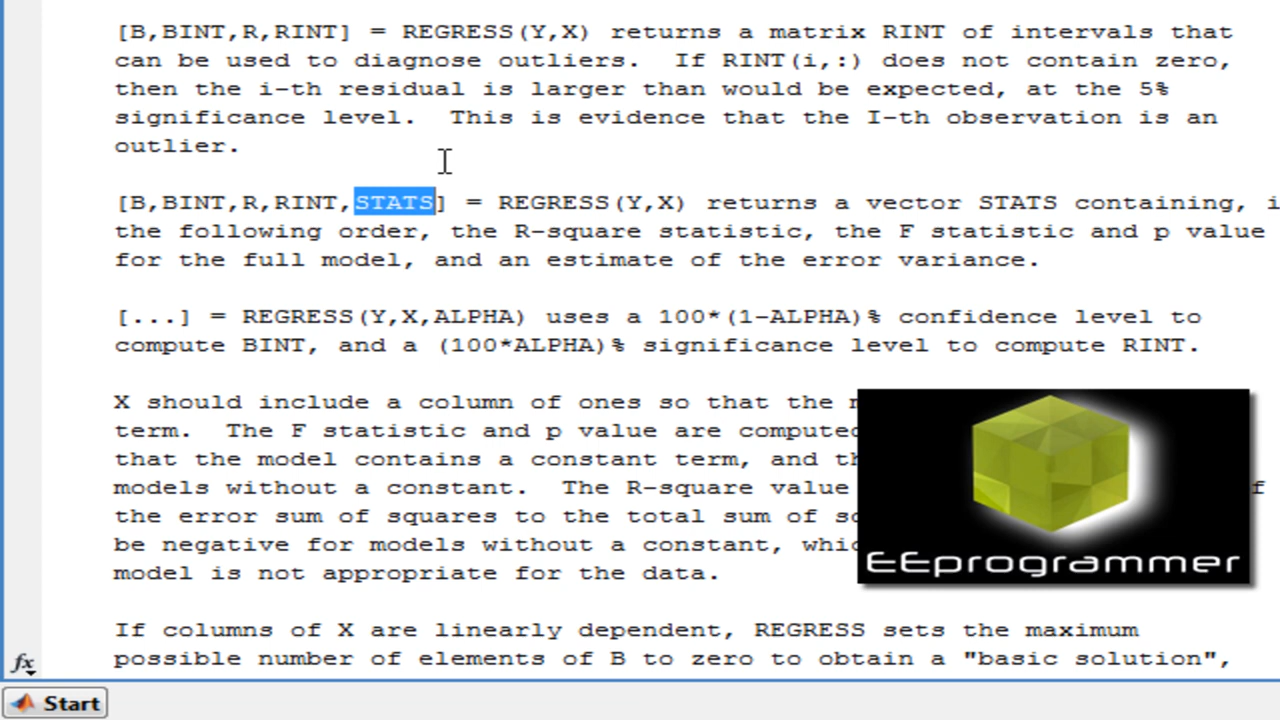 [B,BINT,R,RINT] = REGRESS(Y,X) returns a matrix RINT of intervals that
can be used to diagnose outliers.  If RINT(i,:) does not contain zero,
then the i-th residual is larger than would be expected, at the 5%
significance level.  This is evidence that the I-th observation is an
outlier.
[B,BINT,R,RINT,STATS] = REGRESS(Y,X) returns a vector STATS containing, i
the following order, the R-square statistic, the F statistic and p value
for the full model, and an estimate of the error variance.
[...] = REGRESS(Y,X,ALPHA) uses a 100*(1-ALPHA)% confidence level to
compute BINT, and a (100*ALPHA)% significance level to compute RINT.
X should include a column of ones so that the
term.  The F statistic and p value are computed
that the model contains a constant term, and
models without a constant.  The R-square value f
the error sum of squares to the total sum of
be negative for models without a constant,
model is not appropriate for the data.
EEprogrammer
If columns of X are linearly dependent, REGRESS sets the maximum
possible number of elements of B to zero to obtain a "basic solution",
fx
Start